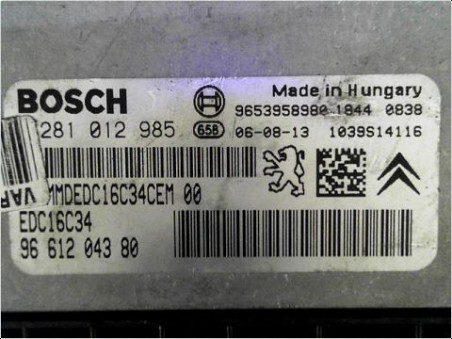 BOSCH
Made in Hungary
9653958980 1844 0838
281 012 985
658
06-08-13 1039S14116
VAR
MMDEDC16C34CEM 00
EDC16C34
96 612 043 80